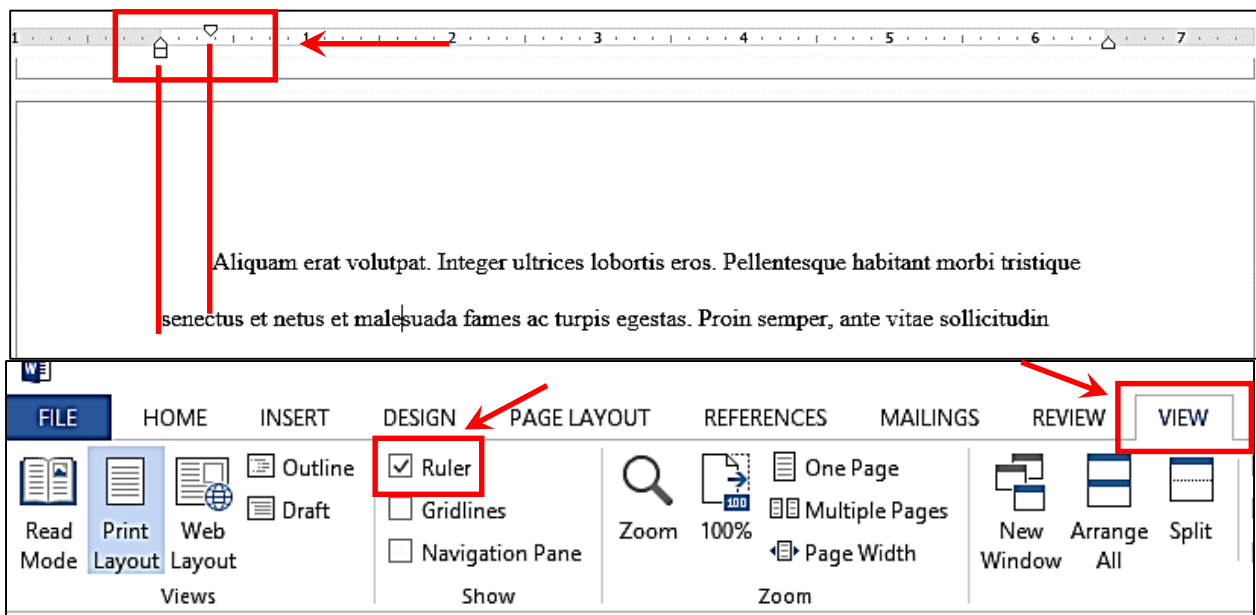 1 1 2 3 4 5 6 7
Aliquam erat volutpat. Integer ultrices lobortis eros. Pellentesque habitant morbi tristique
senectus et netus et malesuada fames ac turpis egestas. Proin semper, ante vitae sollicitudin
W
FILE HOME INSERT DESIGN PAGE LAYOUT REFERENCES MAILINGS REVIEW VIEW
Read Mode
Print Layout
Web Layout
Outline
Draft
Views
Ruler
Gridlines
Navigation Pane
Show
Zoom
100
100%
One Page
Multiple Pages
Page Width
Zoom
New Window
Arrange All
Split